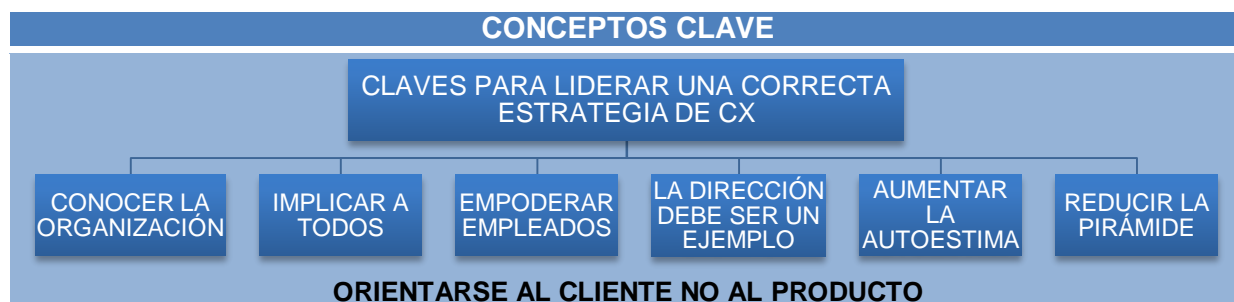 CONCEPTOS CLAVE
CLAVES PARA LIDERAR UNA CORRECTA
ESTRATEGIA DE CX
CONOCER LA
ORGANIZACIÓN
IMPLICAR A
TODOS
EMPODERAR
EMPLEADOS
LA DIRECCIÓN
DEBE SER UN
EJEMPLO
AUMENTAR
LA
AUTOESTIMA
REDUCIR LA
PIRÁMIDE
ORIENTARSE AL CLIENTE NO AL PRODUCTO